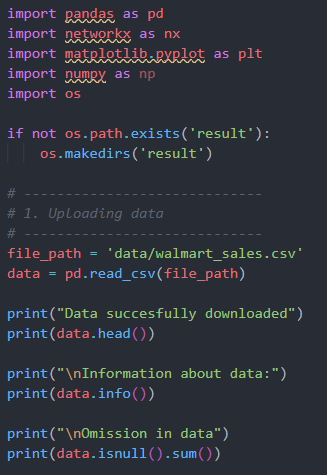 import pandas as pd
import networkx as nx
import matplotlib.pyplot as plt
import numpy as np
import os
if not os.path.exists('result'):
    os.makedirs('result')
# -----------------------------
# 1. Uploading data
# -----------------------------
file_path = 'data/walmart_sales.csv'
data = pd.read_csv(file_path)
print("Data succesfully downloaded")
print(data.head())
print("\nInformation about data:")
print(data.info())
print("\nOmission in data")
print(data.isnull().sum())